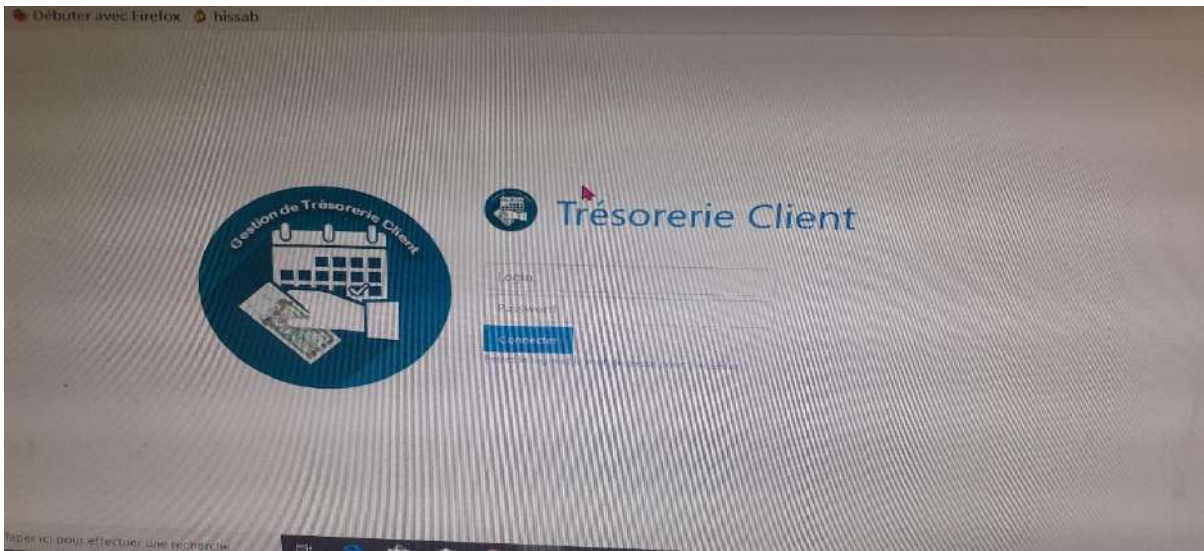 Débuter avec Firefox hissab
Gestion de Trésorerie Client
Trésorerie Client
Login
Password
Connecter
Taper ici pour effectuer une recherche